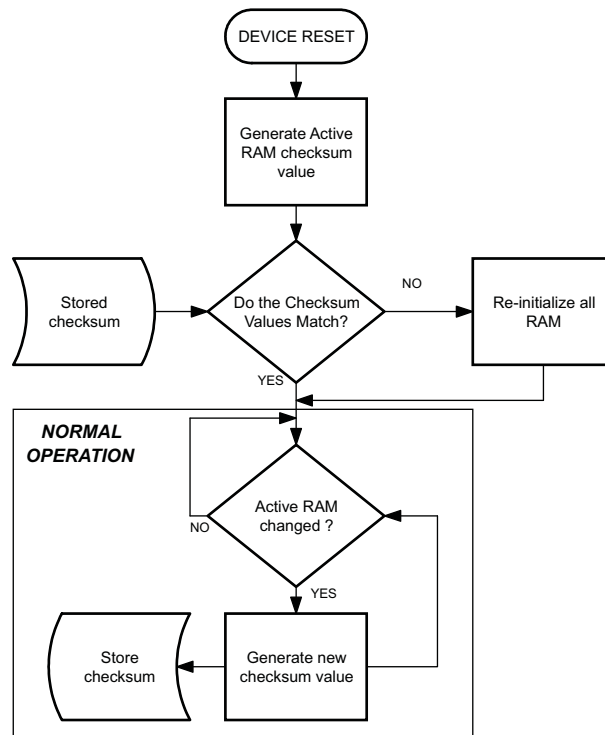 DEVICE RESET
Generate Active
RAM checksum
value
Stored
checksum
Do the Checksum
Values Match?
NO
Re-initialize all
RAM
YES
NORMAL
OPERATION
Active RAM
changed ?
NO
YES
Store
checksum
Generate new
checksum value